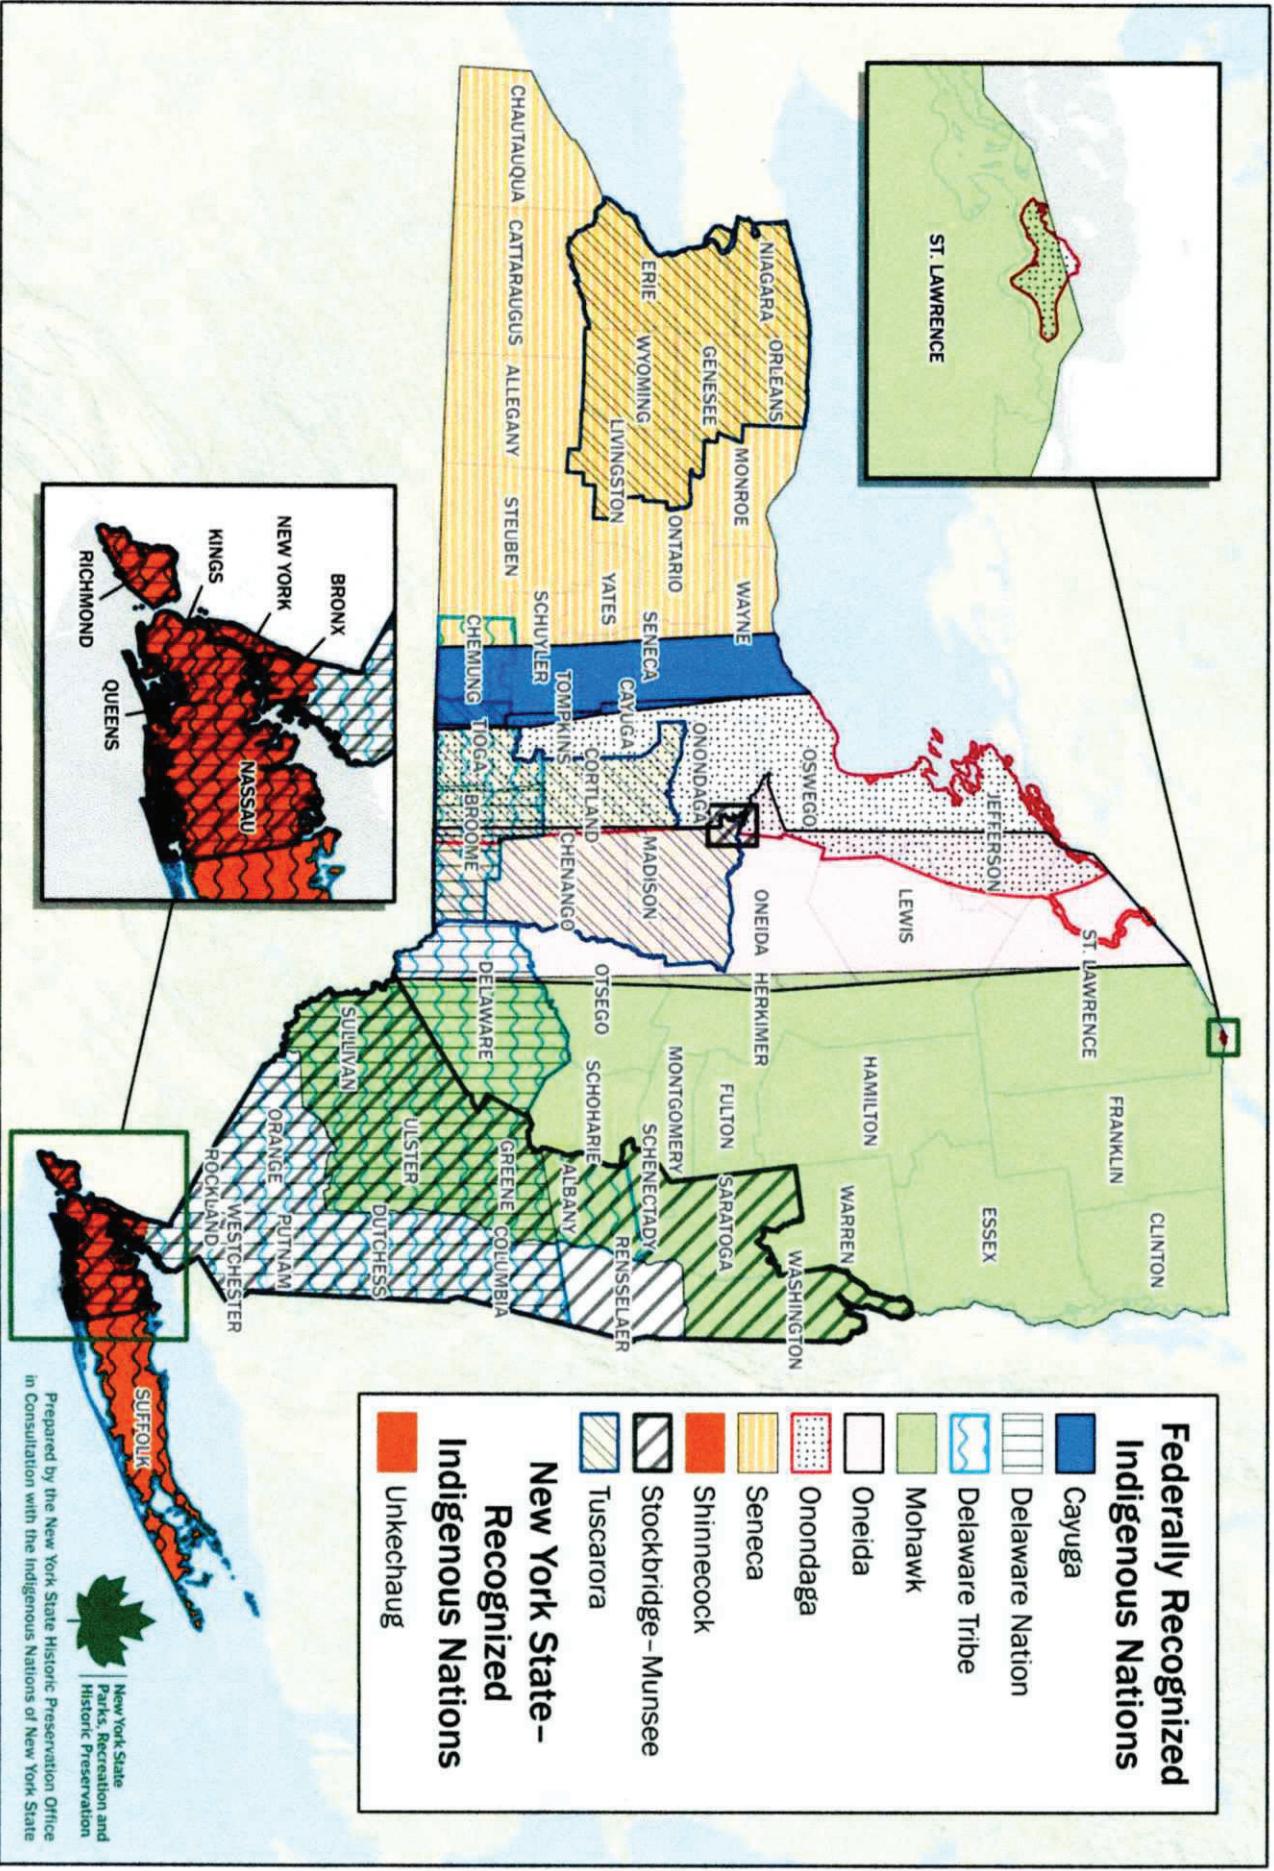 ST. LAWRENCE
CLINTON
FRANKLIN
ST. LAWRENCE
JEFFERSON
ESSEX
LEWIS
HAMILTON
WARREN
OSWEGO
ONEIDA
HERKIMER
WASHINGTON
NIAGARA
ORLEANS
MONROE
WAYNE
ONONDAGA
FULTON
SARATOGA
GENESEE
ONTARIO
SENECA
CAYUGA
MADISON
MONTGOMERY
SCHENECTADY
RENSSELAER
ERIE
WYOMING
LIVINGSTON
YATES
CORTLAND
OTSEGO
SCHOHARIE
ALBANY
TOMPKINS
CHENANGO
SCHUYLER
CHAUTAUQUA
CATTARAUGUS
ALLEGANY
STEUBEN
CHEMUNG
TIOGA
BROOME
DELAWARE
GREENE
COLUMBIA
ULSTER
DUTCHESS
SULLIVAN
ORANGE
PUTNAM
ROCKLAND
WESTCHESTER
SUFFOLK
BRONX
NEW YORK
KINGS
RICHMOND
QUEENS
NASSAU
Federally Recognized
Indigenous Nations
Cayuga
Delaware Nation
Delaware Tribe
Mohawk
Oneida
Onondaga
Seneca
Shinnecock
Stockbridge-Munsee
Tuscarora
New York State-
Recognized
Indigenous Nations
Unkechaug
New York State
Parks, Recreation and
Historic Preservation
Prepared by the New York State Historic Preservation Office
in Consultation with the Indigenous Nations of New York State